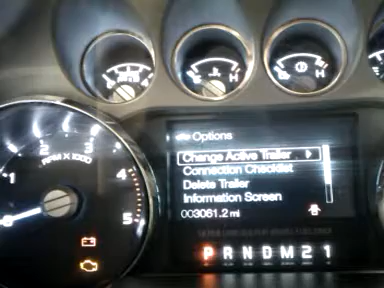 H
H
Options
Change Active Trailer
Connection Checklist
Delete Trailer
Information Screen
003061.2 mi
P R N D M 2 1
1 2 3 4 5
RPM X 1000